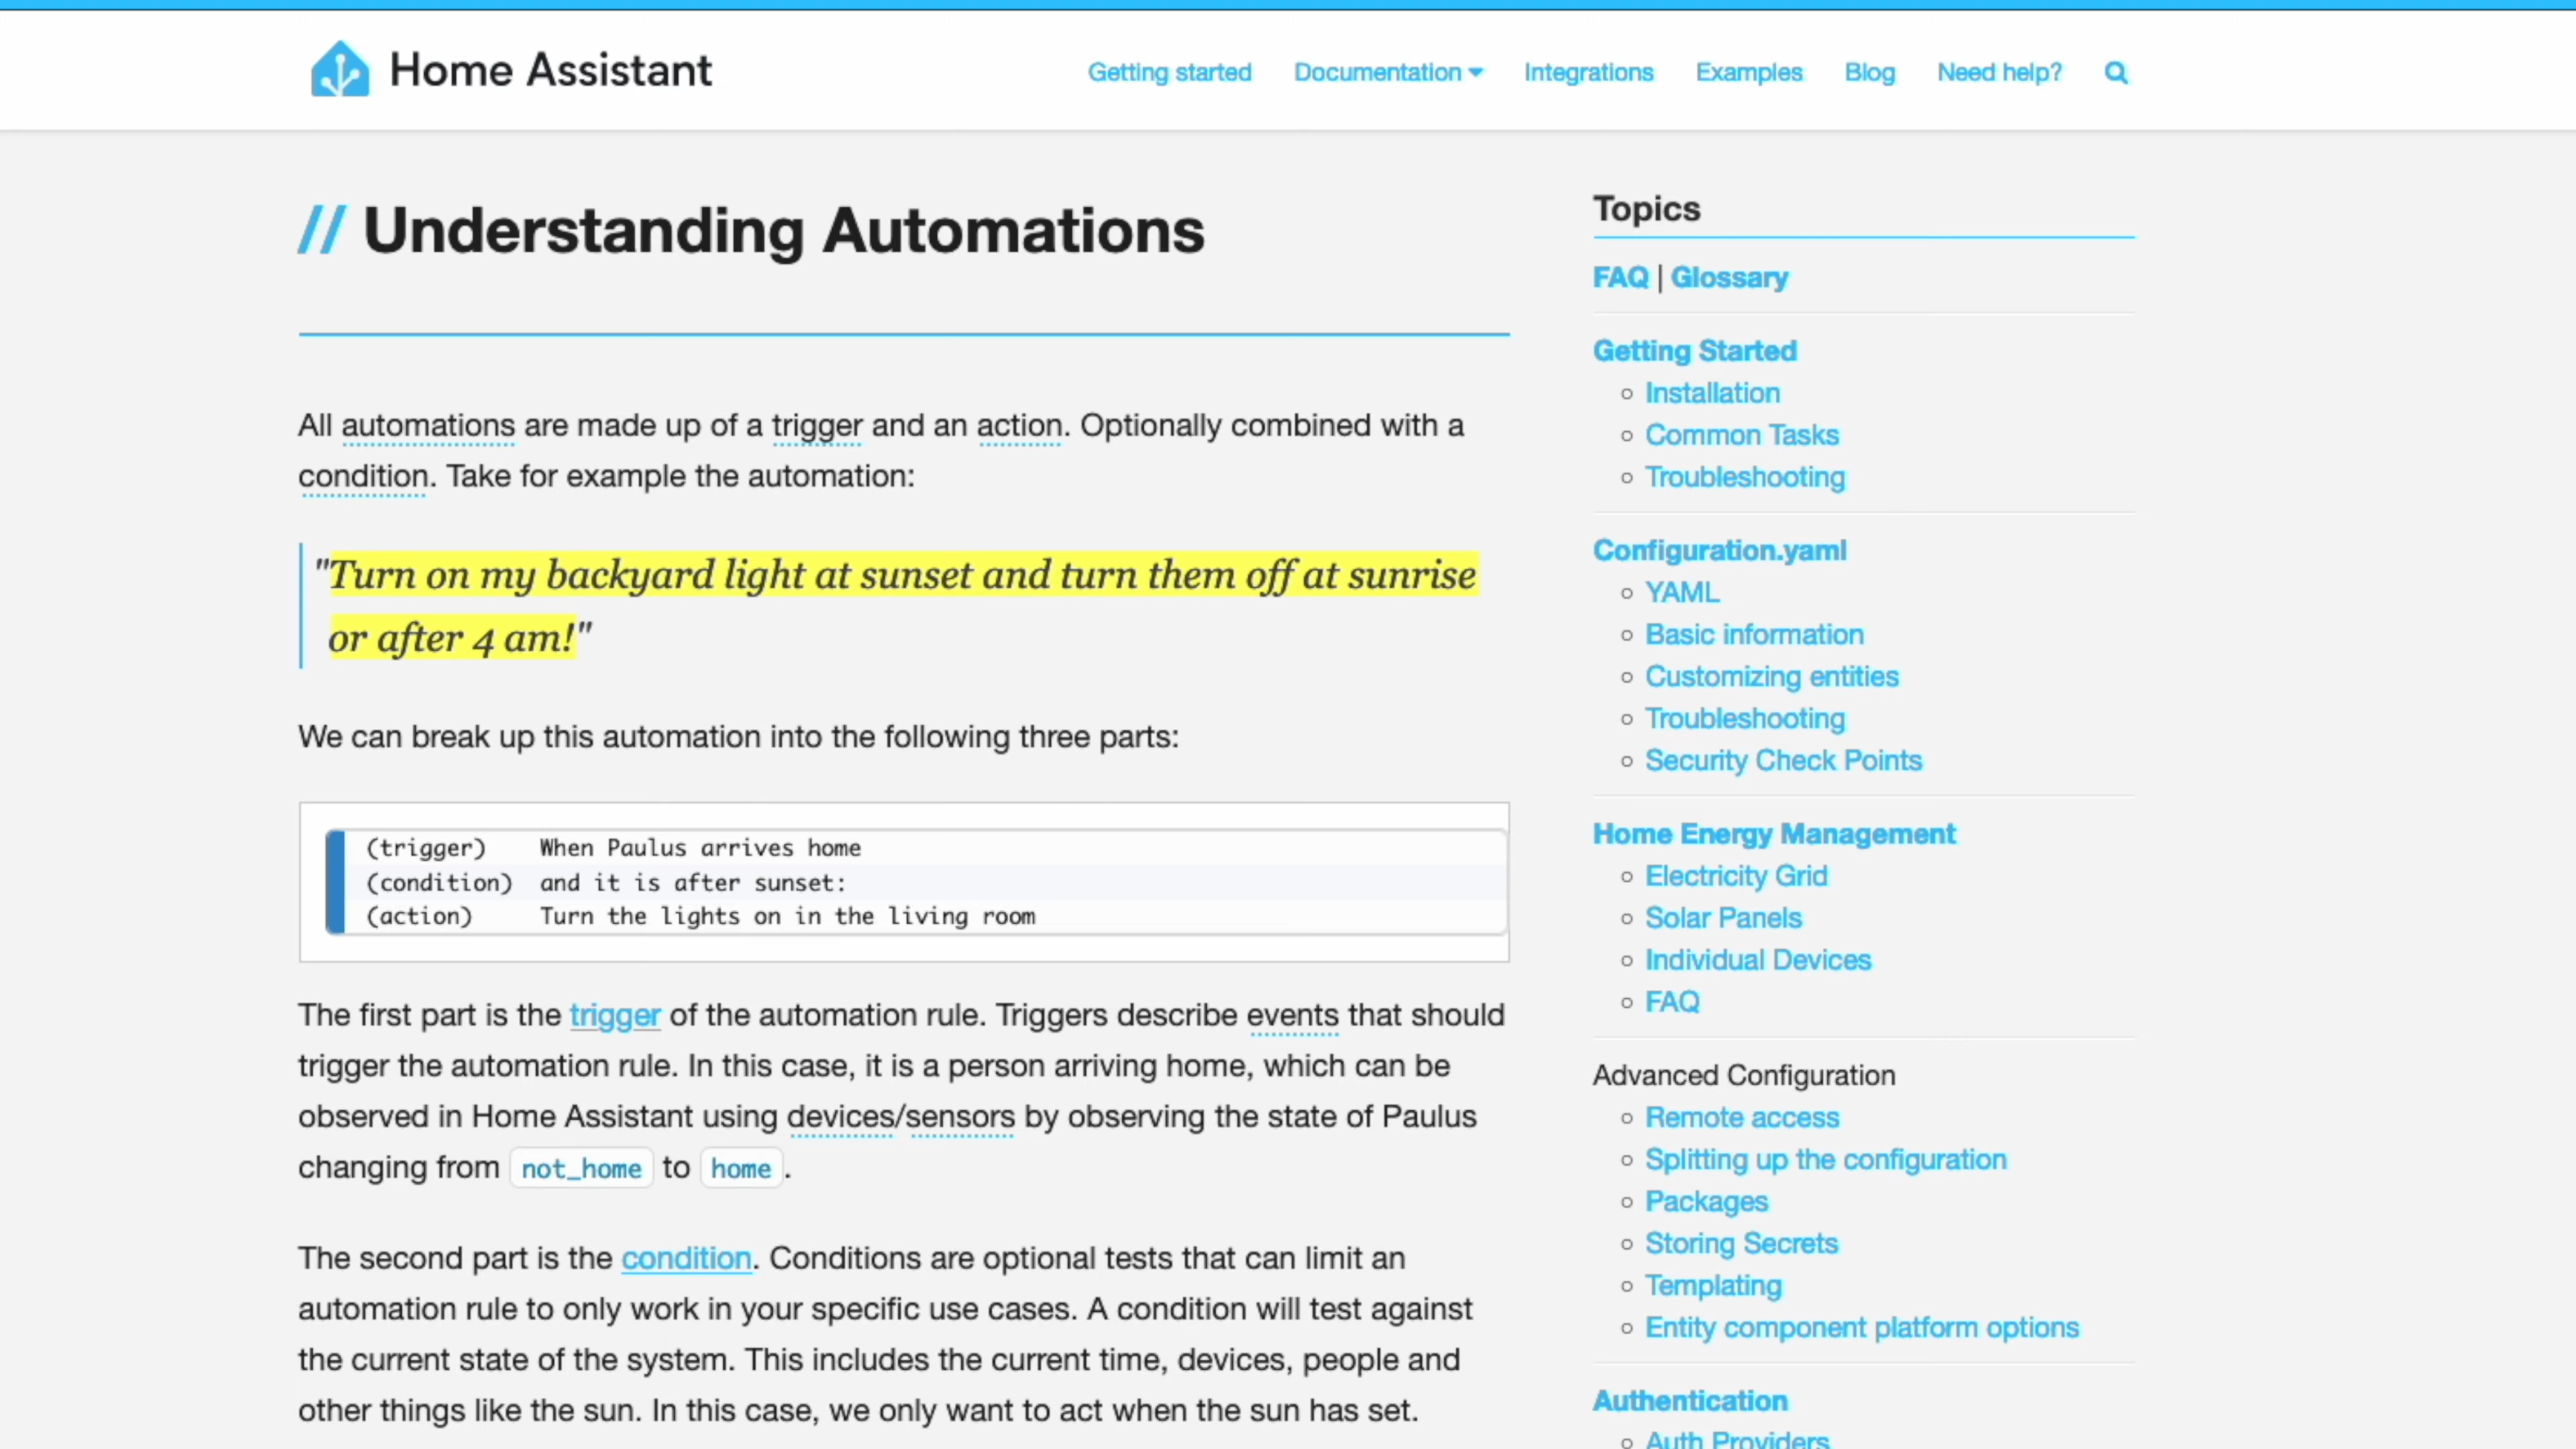 Home Assistant
Getting started Documentation Integrations Examples Blog Need help?
// Understanding Automations
All automations are made up of a trigger and an action. Optionally combined with a
condition. Take for example the automation:
"Turn on my backyard light at sunset and turn them off at sunrise
or after 4 am!"
We can break up this automation into the following three parts:
(trigger) When Paulus arrives home
(condition) and it is after sunset:
(action) Turn the lights on in the living room
The first part is the trigger of the automation rule. Triggers describe events that should
trigger the automation rule. In this case, it is a person arriving home, which can be
observed in Home Assistant using devices/sensors by observing the state of Paulus
changing from not_home to home.
The second part is the condition. Conditions are optional tests that can limit an
automation rule to only work in your specific use cases. A condition will test against
the current state of the system. This includes the current time, devices, people and
other things like the sun. In this case, we only want to act when the sun has set.
Topics
FAQ | Glossary
Getting Started
Installation
Common Tasks
Troubleshooting
Configuration.yaml
YAML
Basic information
Customizing entities
Troubleshooting
Security Check Points
Home Energy Management
Electricity Grid
Solar Panels
Individual Devices
FAQ
Advanced Configuration
Remote access
Splitting up the configuration
Packages
Storing Secrets
Templating
Entity component platform options
Authentication
Auth Providers